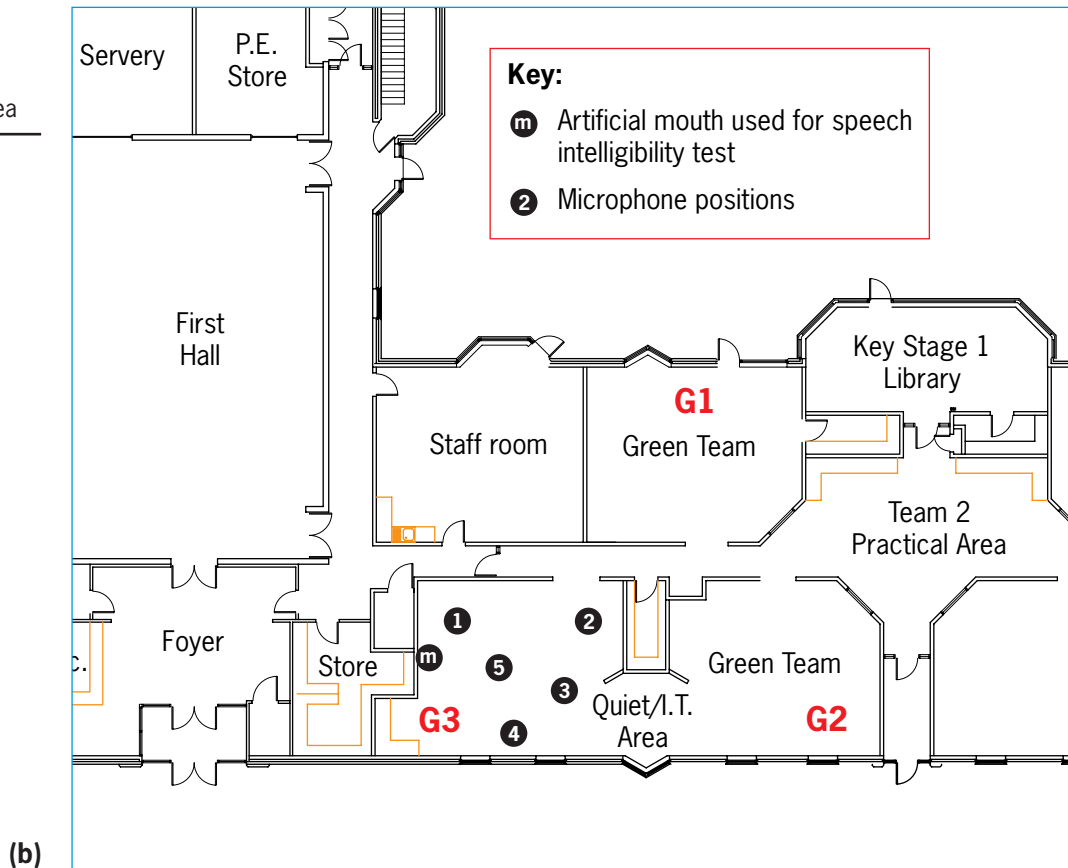 ea
Servery
P.E.
Store
Key:
m Artificial mouth used for speech
intelligibility test
2 Microphone positions
First
Hall
Key Stage 1
Library
G1
Staff room
Green Team
Team 2
Practical Area
1
2
Foyer
c.
Store
m
5
Green Team
3
Quiet/I.T.
Area
G3
4
G2
(b)